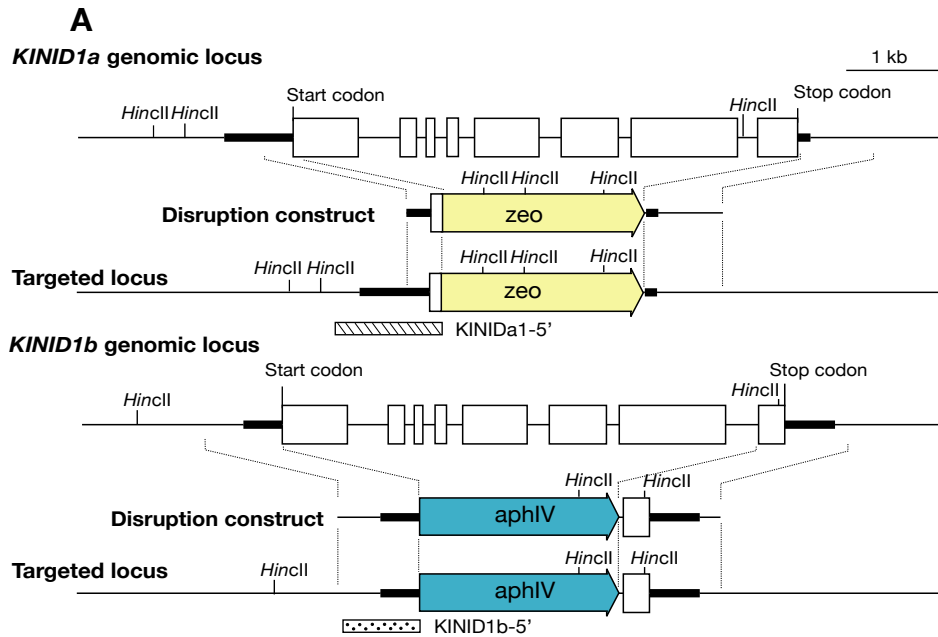 A
KINID1a genomic locus
1 kb
Start codon
Stop codon
HincII HincII
HincII
HincII HincII HincII
Disruption construct
zeo
Targeted locus
HincII HincII
HincII HincII HincII
zeo
KINIDa1-5’
KINID1b genomic locus
Start codon
Stop codon
HincII
HincII
HincII HincII
Disruption construct
aphIV
Targeted locus
HincII
HincII HincII
aphIV
KINID1b-5’